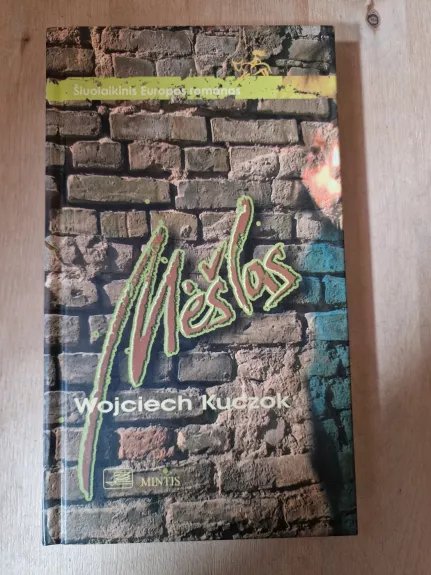 Šiuolaikinis Europos romanas
Mėšlas
Wojciech Kuczok
MINTIS